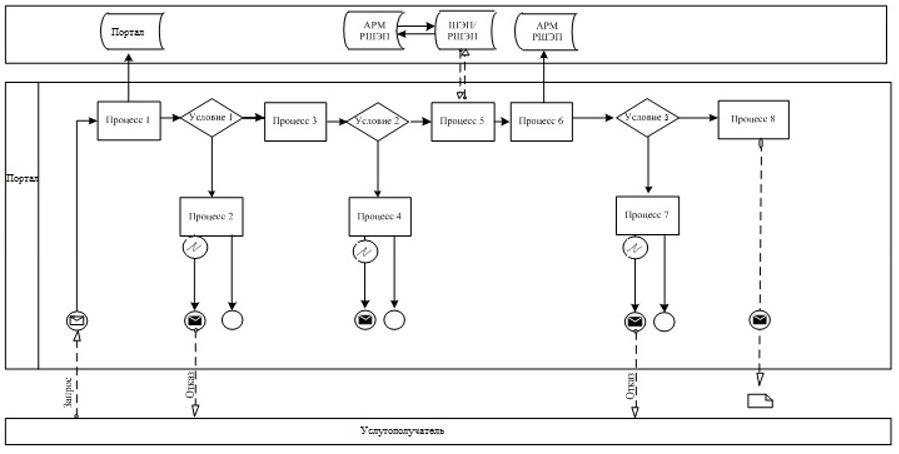 Портал
АРМ
РШЭП
ШЭП/
РШЭП
АРМ
РШЭП
Портал
Процесс 1
Условие 1
Процесс 3
Условие 2
Процесс 5
Процесс 6
Условие 3
Процесс 8
Процесс 2
Процесс 4
Процесс 7
Запрос
Отказ
Отказ
Услугополучатель